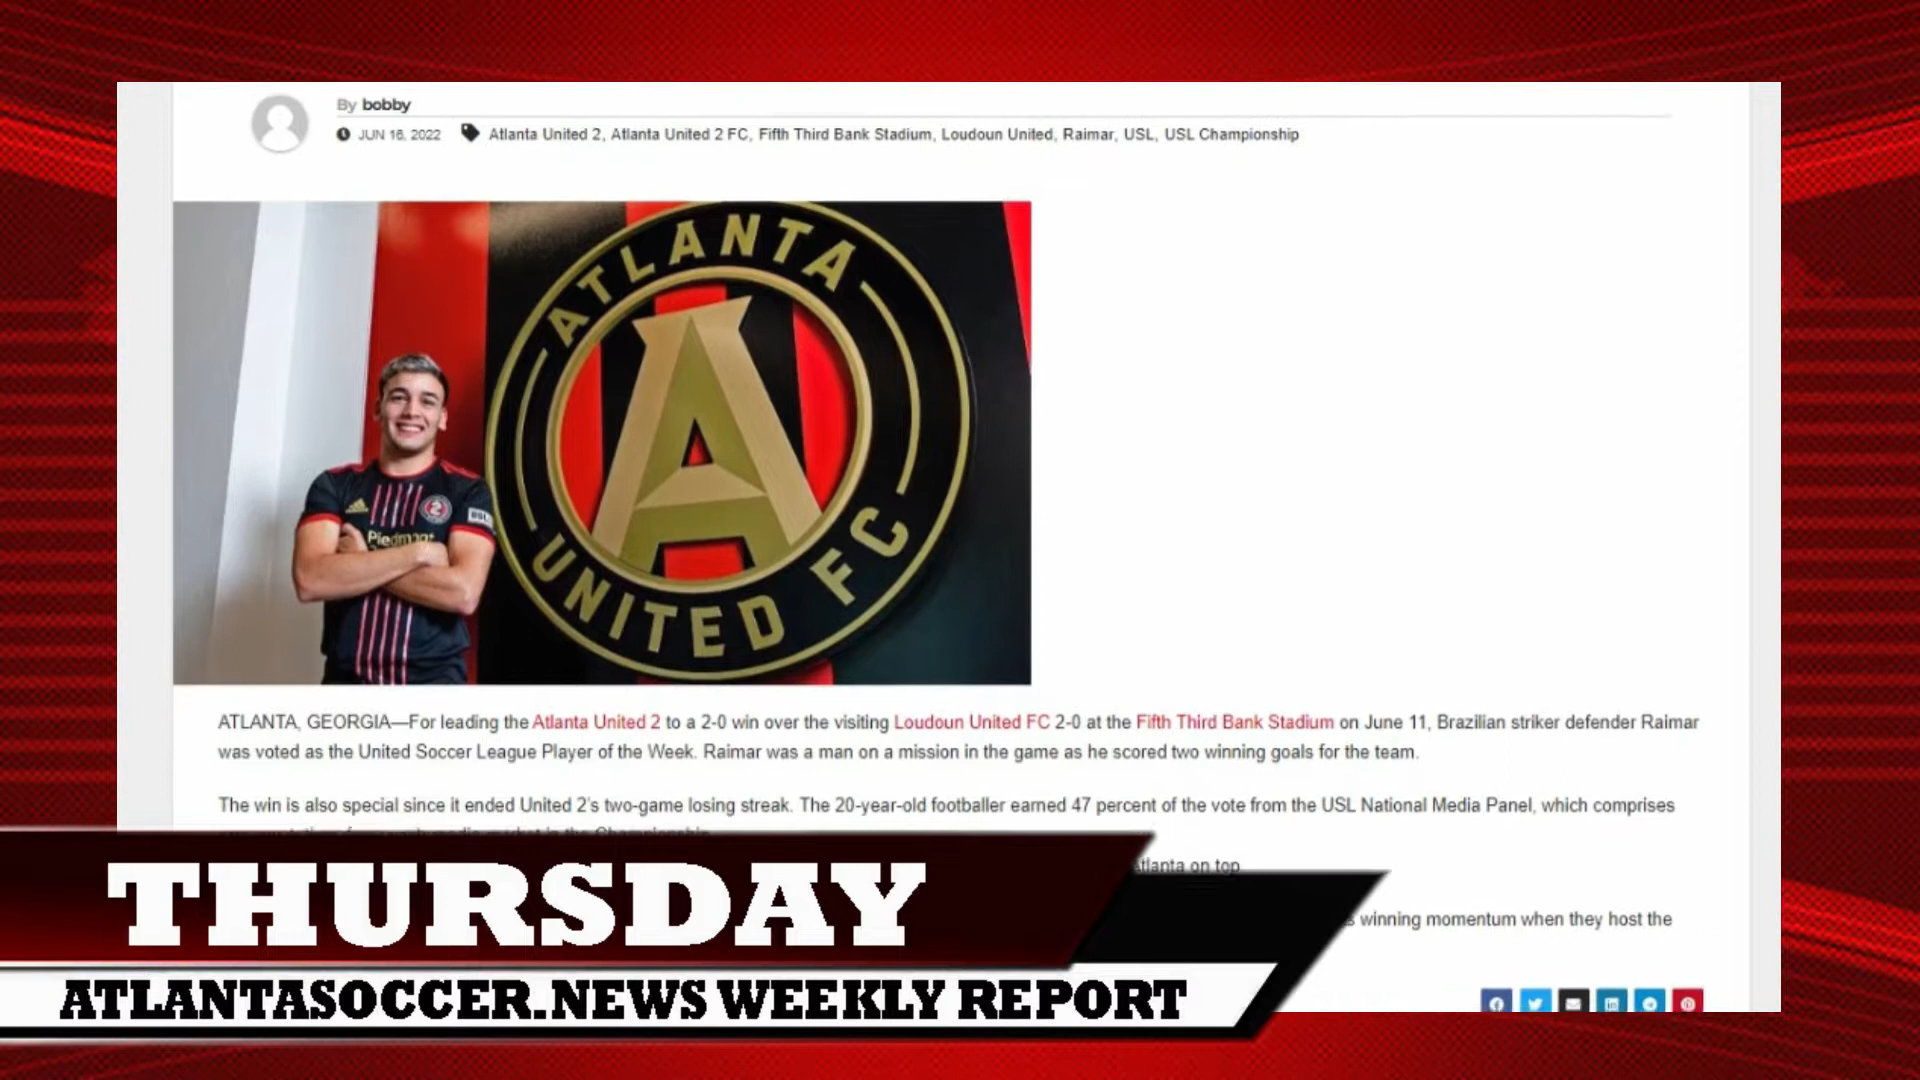 By bobby
JUN 16, 2022 Atlanta United 2, Atlanta United 2 FC, Fifth Third Bank Stadium, Loudoun United, Raimar, USL, USL Championship
ATLANTA
UNITED FC
A
2
USL
Piedmont
ATLANTA, GEORGIA—For leading the Atlanta United 2 to a 2-0 win over the visiting Loudoun United FC 2-0 at the Fifth Third Bank Stadium on June 11, Brazilian striker defender Raimar
was voted as the United Soccer League Player of the Week. Raimar was a man on a mission in the game as he scored two winning goals for the team.
The win is also special since it ended United 2's two-game losing streak. The 20-year-old footballer earned 47 percent of the vote from the USL National Media Panel, which comprises
in the Championship.
on top
winning momentum when they host the
THURSDAY
ATLANTASOCCER.NEWS WEEKLY REPORT